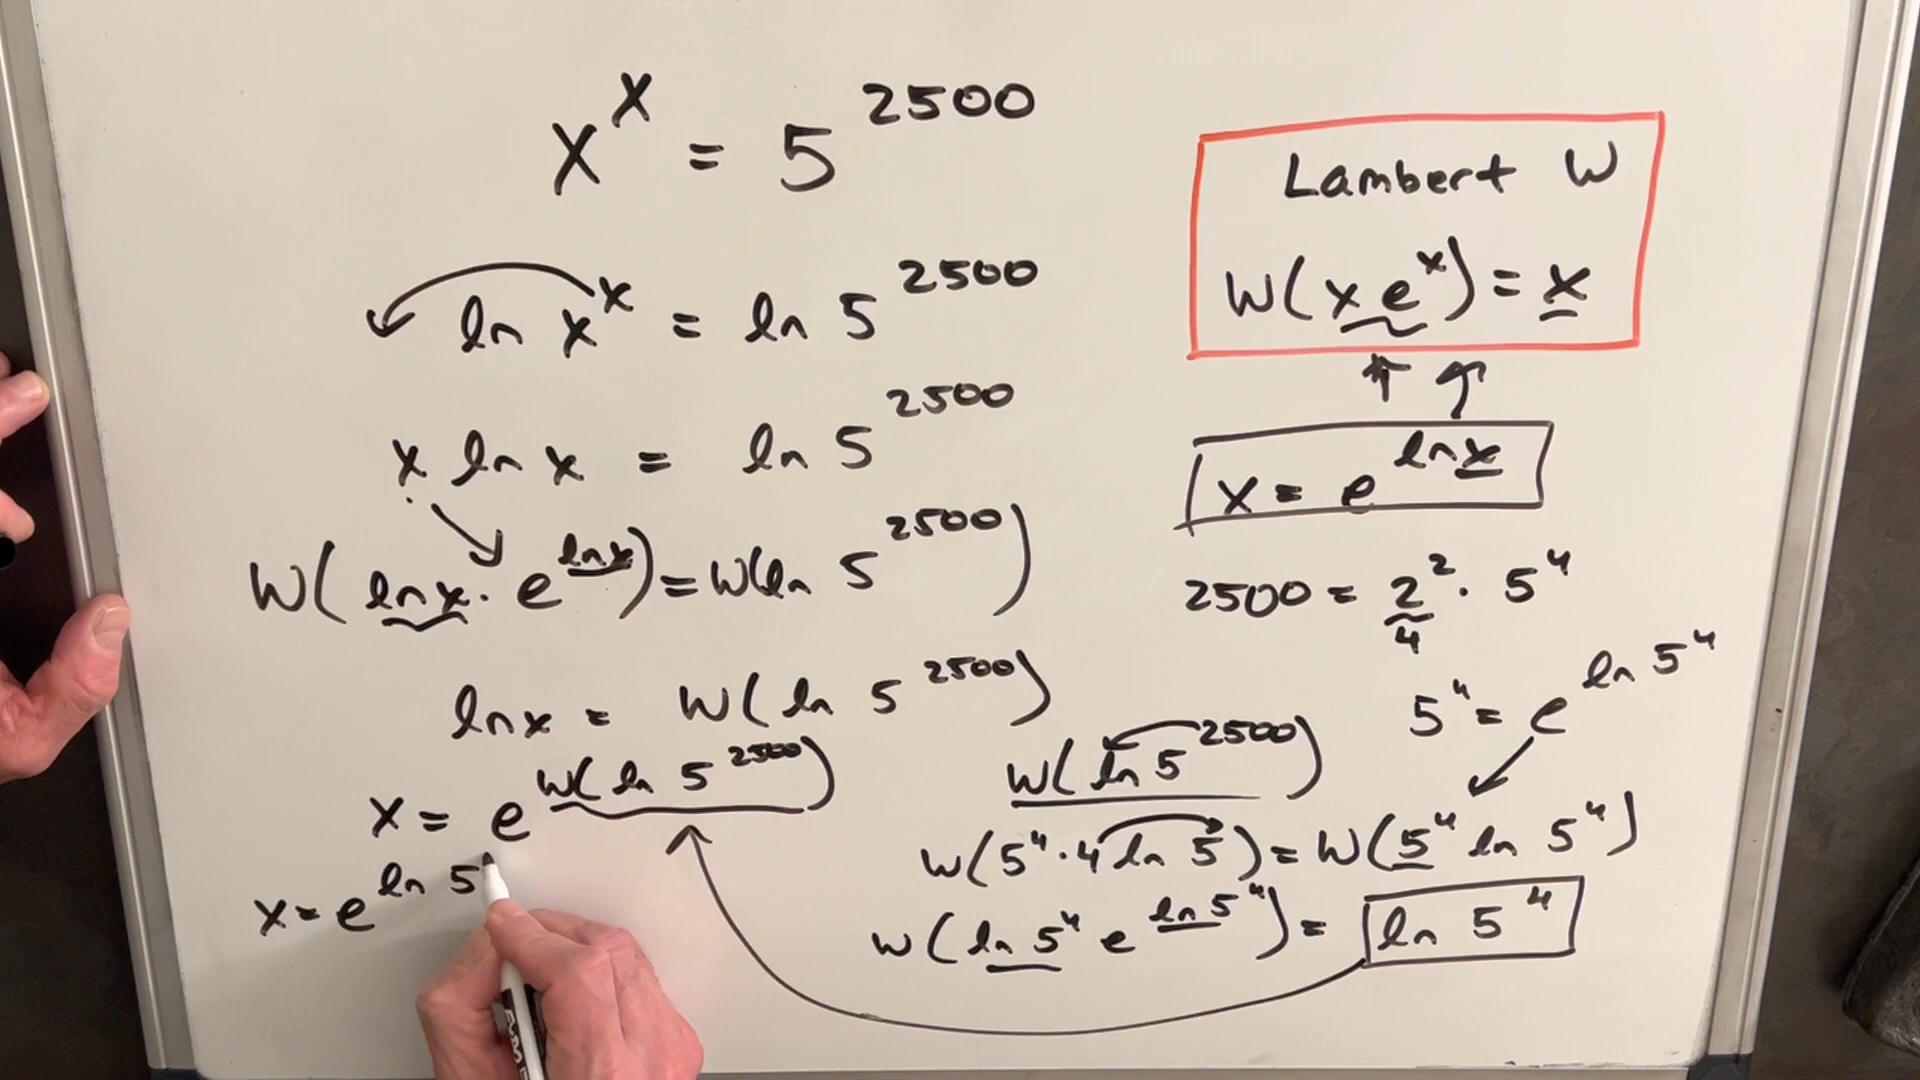 x^x = 5^2500
ln x^x = ln 5^2500
x ln x = ln 5^2500
W(ln x · e^ln x) = W(ln 5^2500)
ln x = W(ln 5^2500)
x = e^W(ln 5^2500)
x = e^ln 5
Lambert W
W(x e^x) = x
x = e^ln x
2500 = 2^2 · 5^4
4
5^4 = e^ln 5^4
W(ln 5^2500)
W(5^4 · 4 ln 5) = W(5^4 ln 5^4)
W(ln 5^4 e^ln 5^4) = ln 5^4